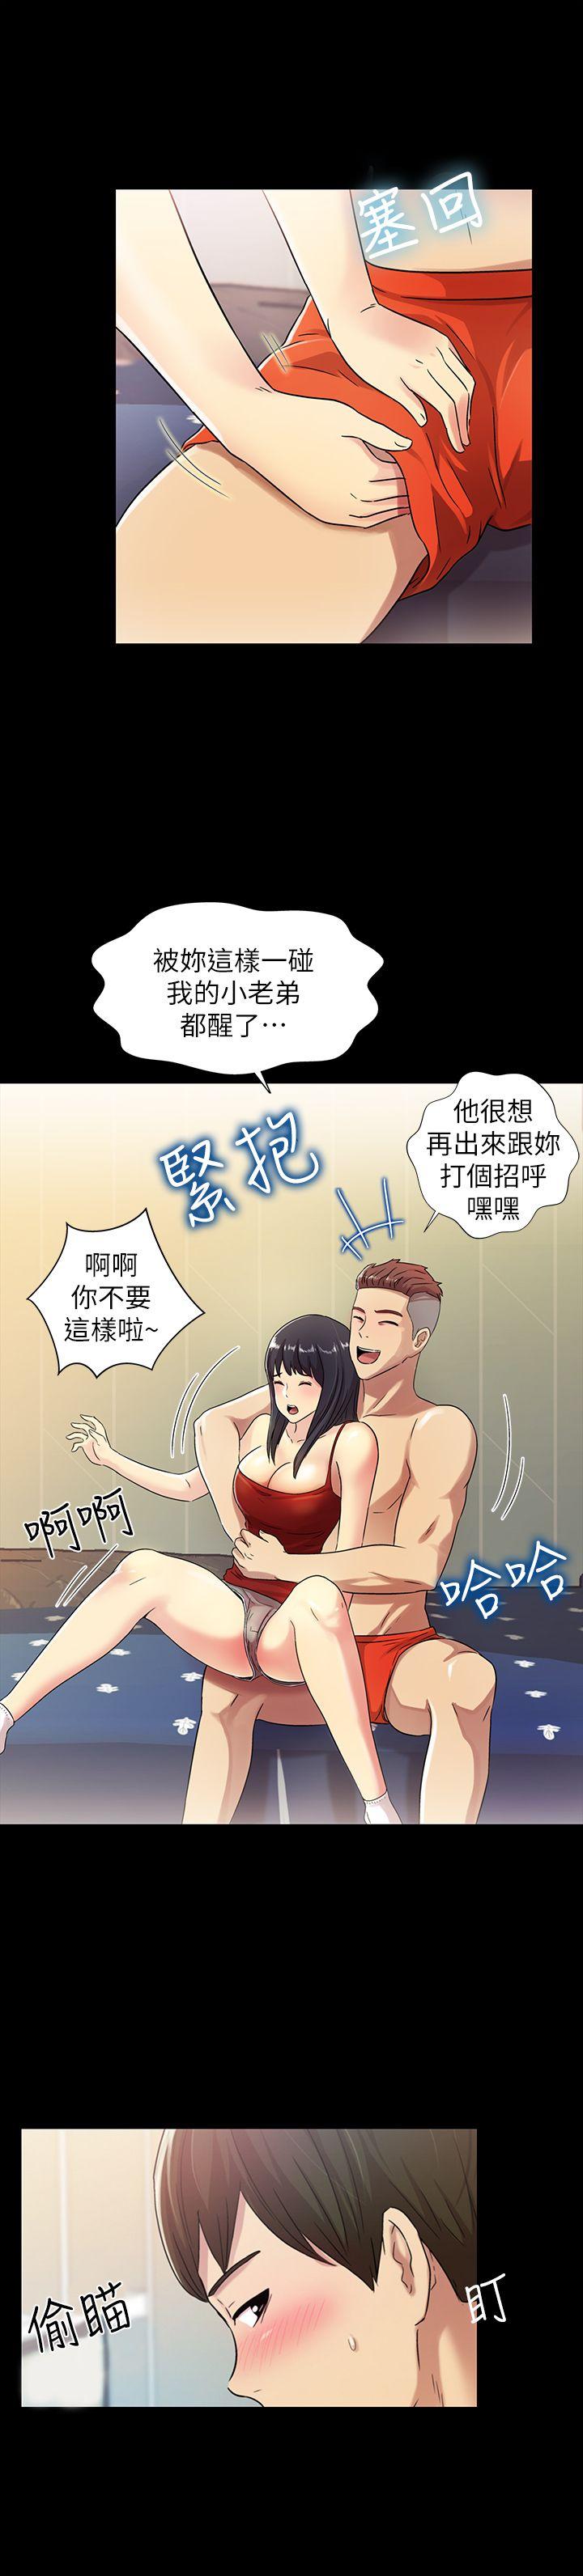 塞回
被妳這樣一碰
我的小老弟
都醒了…
他很想
再出來跟妳
打個招呼
嘿嘿
緊抱
啊啊
你不要
這樣啦~
啊啊
哈哈
偷瞄
盯